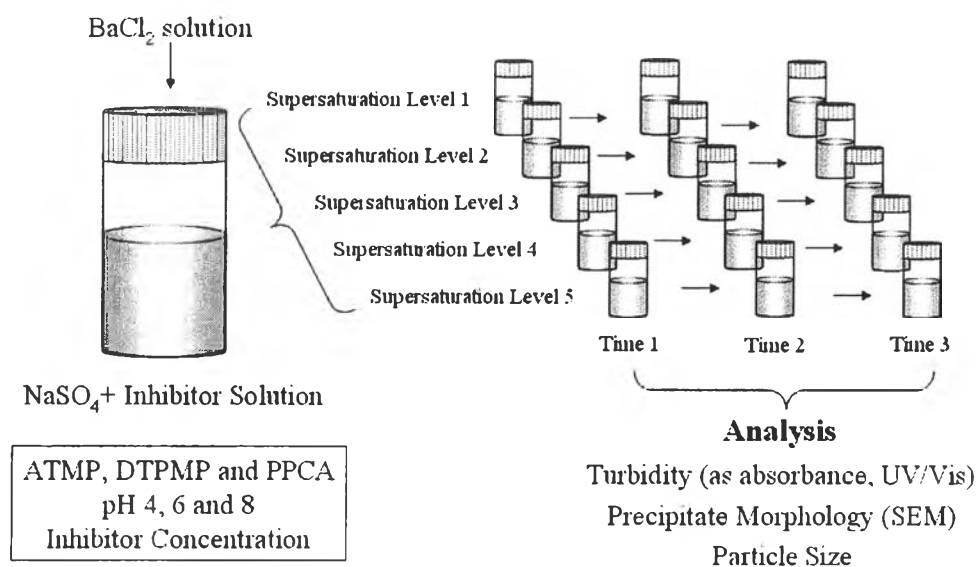 BaCl₂ solution
Supersaturation Level 1
Supersaturation Level 2
Supersaturation Level 3
Supersaturation Level 4
Supersaturation Level 5
Time 1 Time 2 Time 3
NaSO₄+ Inhibitor Solution
ATMP, DTPMP and PPCA
pH 4, 6 and 8
Inhibitor Concentration
Analysis
Turbidity (as absorbance, UV/Vis)
Precipitate Morphology (SEM)
Particle Size